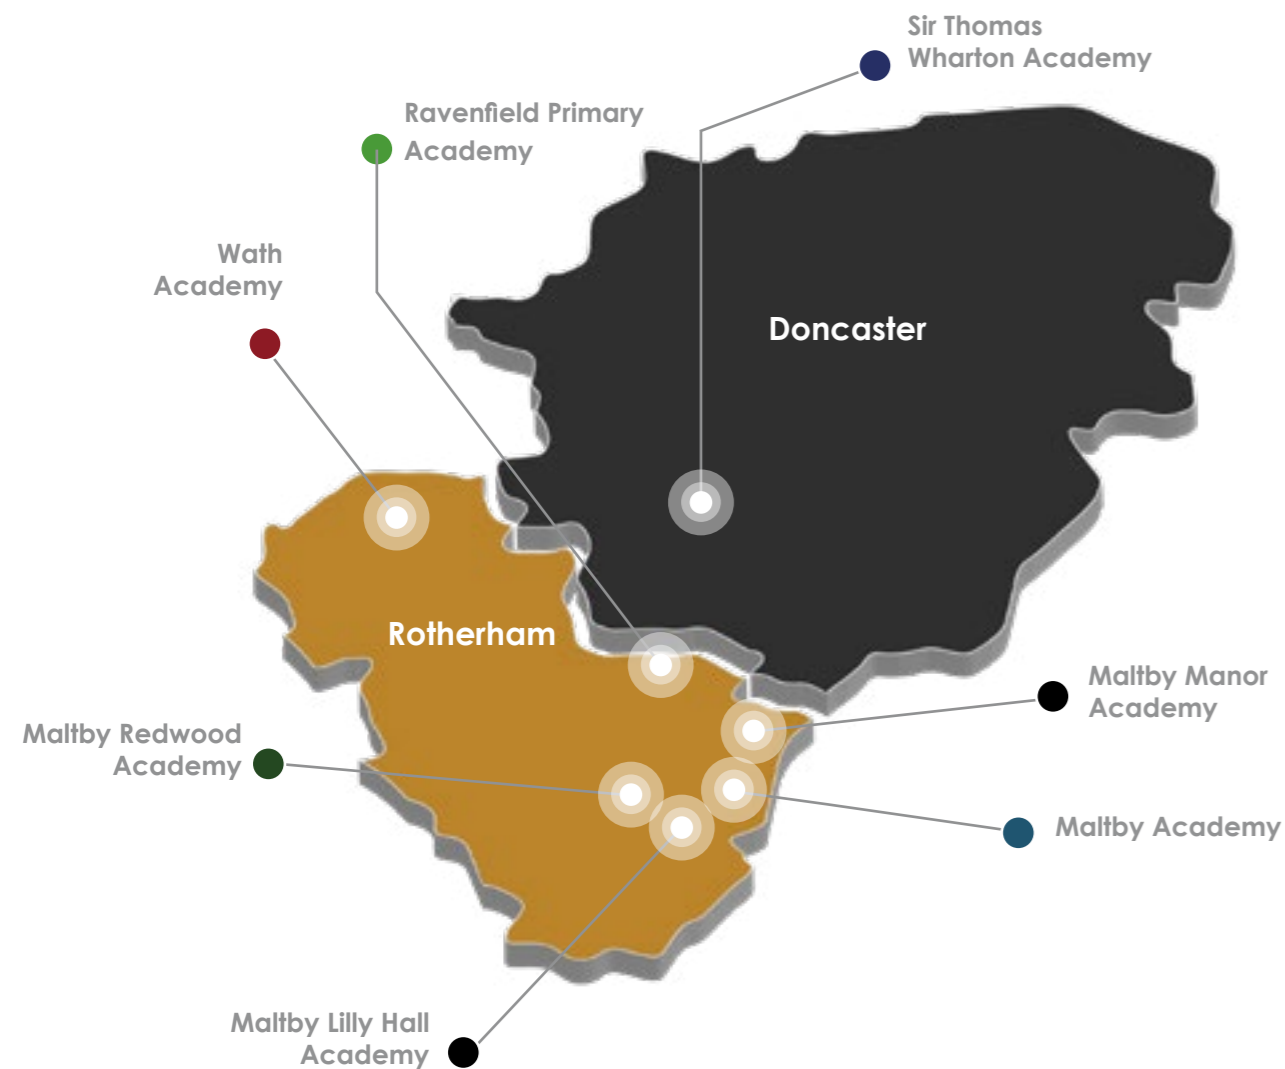 Sir Thomas
Wharton Academy
Ravenfield Primary
Academy
Wath
Academy
Doncaster
Rotherham
Maltby Manor
Academy
Maltby Redwood
Academy
Maltby Academy
Maltby Lilly Hall
Academy